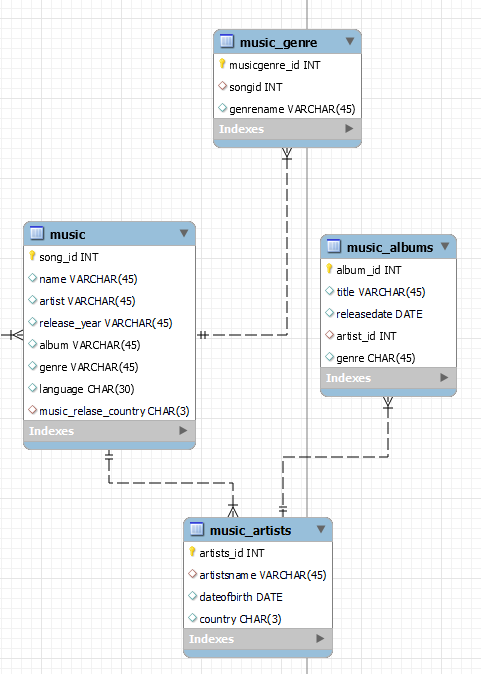 music_genre
musicgenre_id INT
songid INT
genrename VARCHAR(45)
Indexes
music
song_id INT
name VARCHAR(45)
artist VARCHAR(45)
release_year VARCHAR(45)
album VARCHAR(45)
genre VARCHAR(45)
language CHAR(30)
music_relase_country CHAR(3)
Indexes
music_albums
album_id INT
title VARCHAR(45)
releasedate DATE
artist_id INT
genre CHAR(45)
Indexes
music_artists
artists_id INT
artistsname VARCHAR(45)
dateofbirth DATE
country CHAR(3)
Indexes